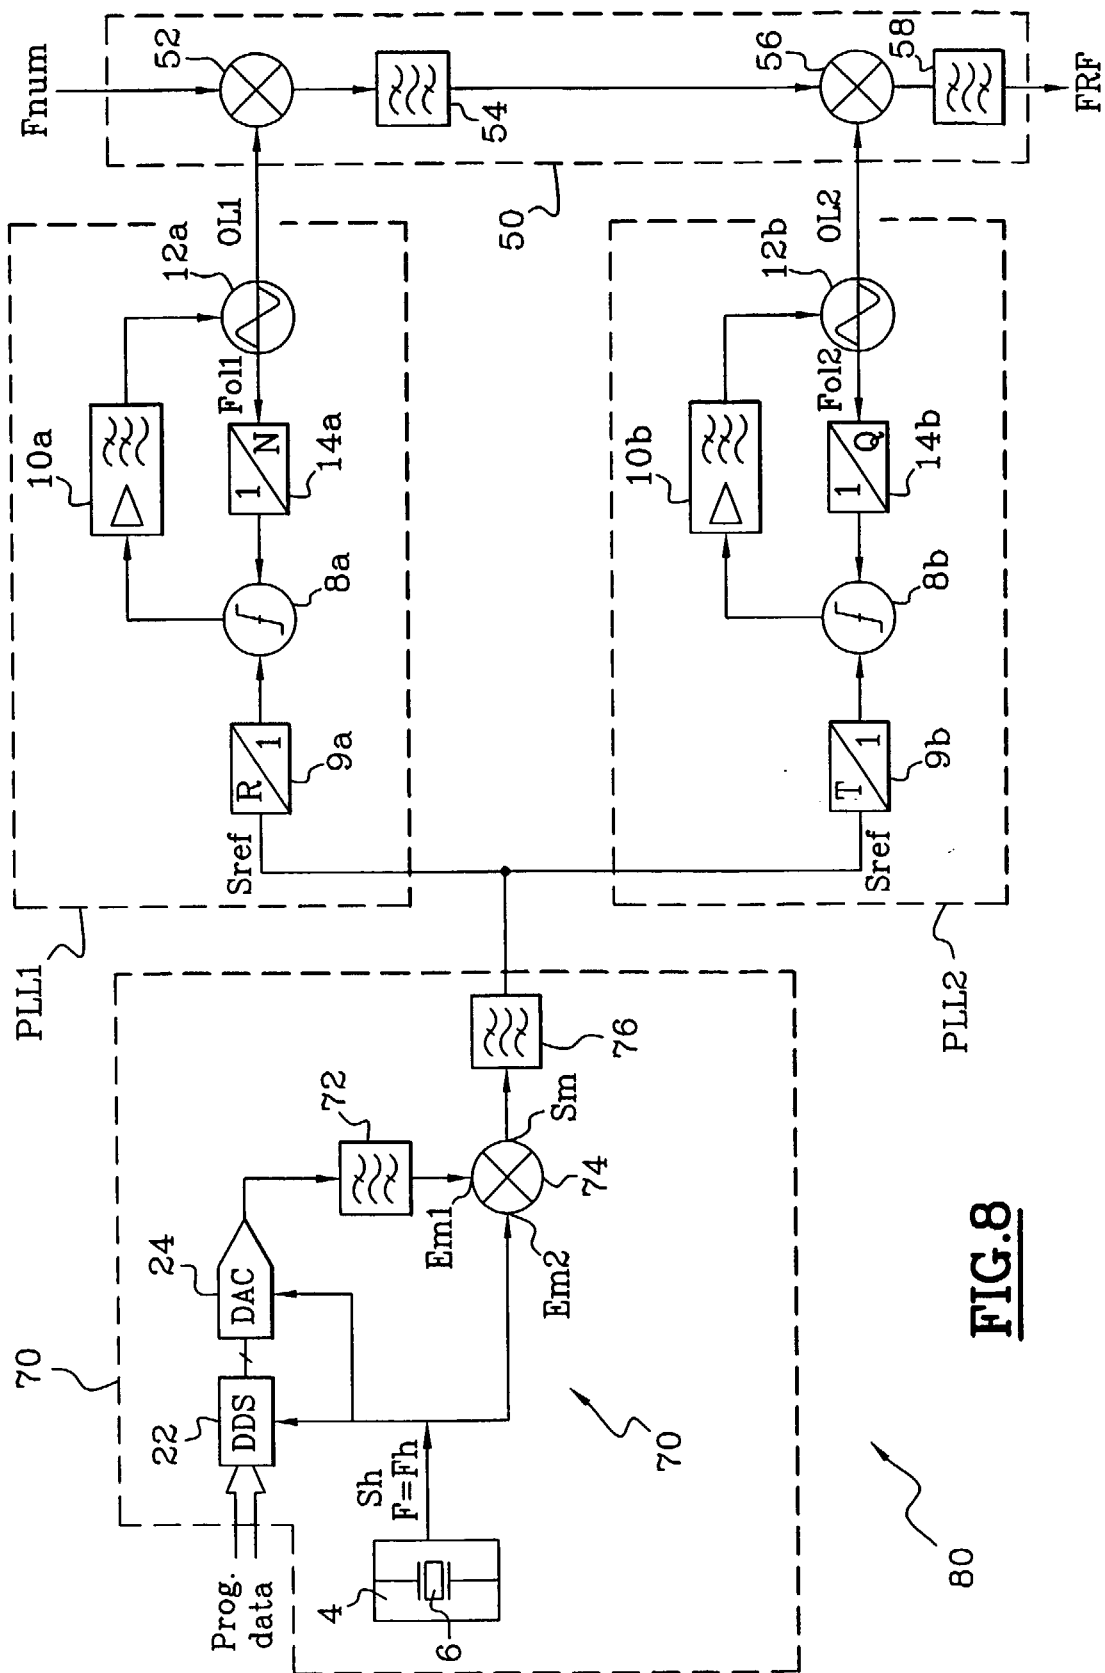 Prog.
data
22
DDS
24
DAC
70
72
4
6
Sh
F=Fh
Em1
Em2
Sm
74
76
70
80
PLL1
Sref
R 1
9a
8a
10a
1 N
14a
Fol1
12a
OL1
PLL2
Sref
T 1
9b
8b
10b
1 Q
14b
Fol2
12b
OL2
50
Fnum
52
54
56
58
FRF
FIG.8